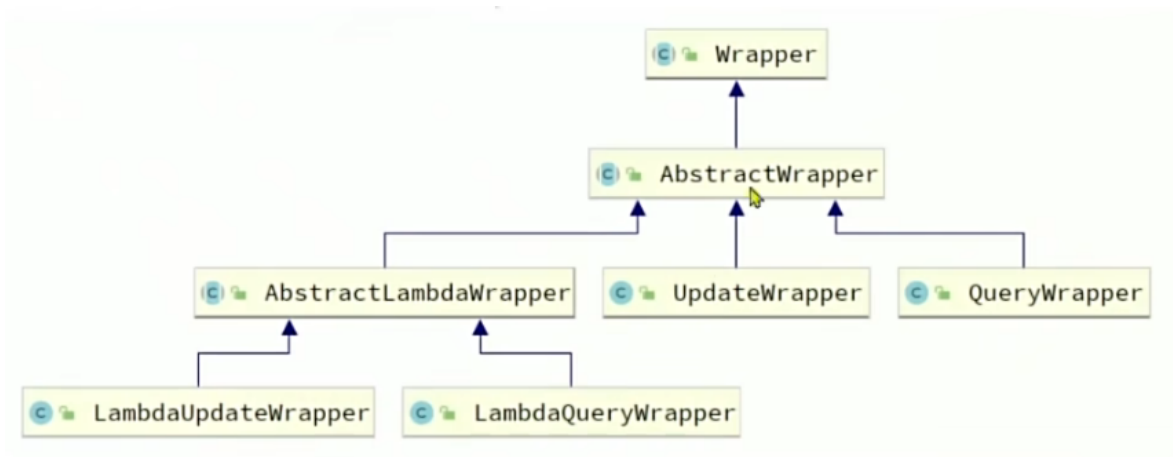 Wrapper
AbstractWrapper
AbstractLambdaWrapper
UpdateWrapper
QueryWrapper
LambdaUpdateWrapper
LambdaQueryWrapper